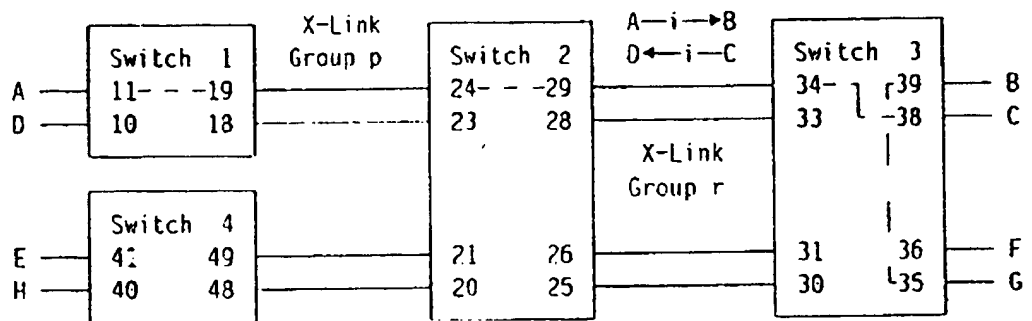 X-Link
Group p
A—i—►B
D◄—i—C
Switch 1
Switch 2
Switch 3
A
11 - - -19
24 - - -29
34- -39
B
D
10 18
23 28
33 -38
C
X-Link
Group r
Switch 4
E
41 49
21 26
31 36
F
H
40 48
20 25
30 35
G